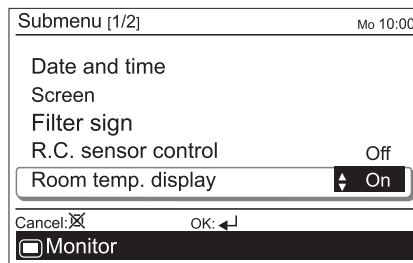 Submenu [1/2] Mo 10:00
Date and time
Screen
Filter sign
R.C. sensor control Off
Room temp. display On
Cancel: OK:
Monitor